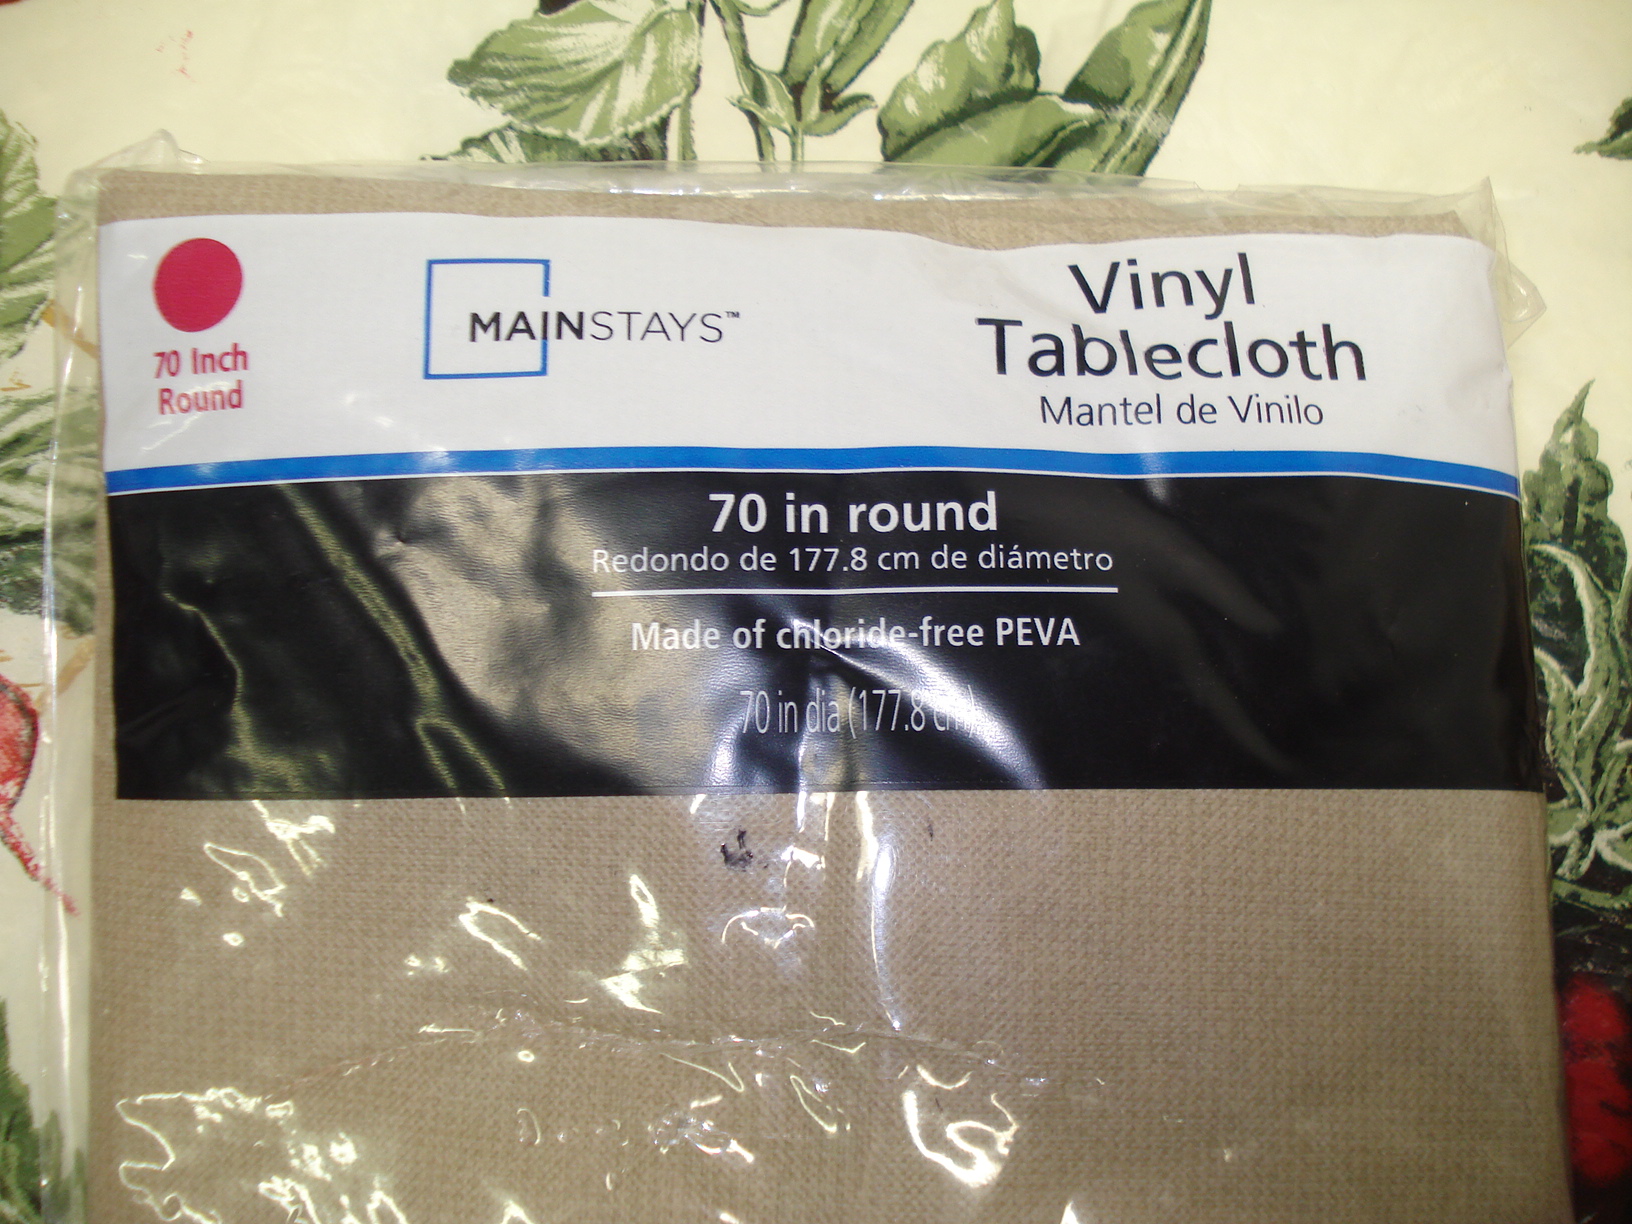 70 Inch
Round
MAINSTAYS™
Vinyl
Tablecloth
Mantel de Vinilo
70 in round
Redondo de 177.8 cm de diámetro
Made of chloride-free PEVA
70 in dia (177.8 cm)